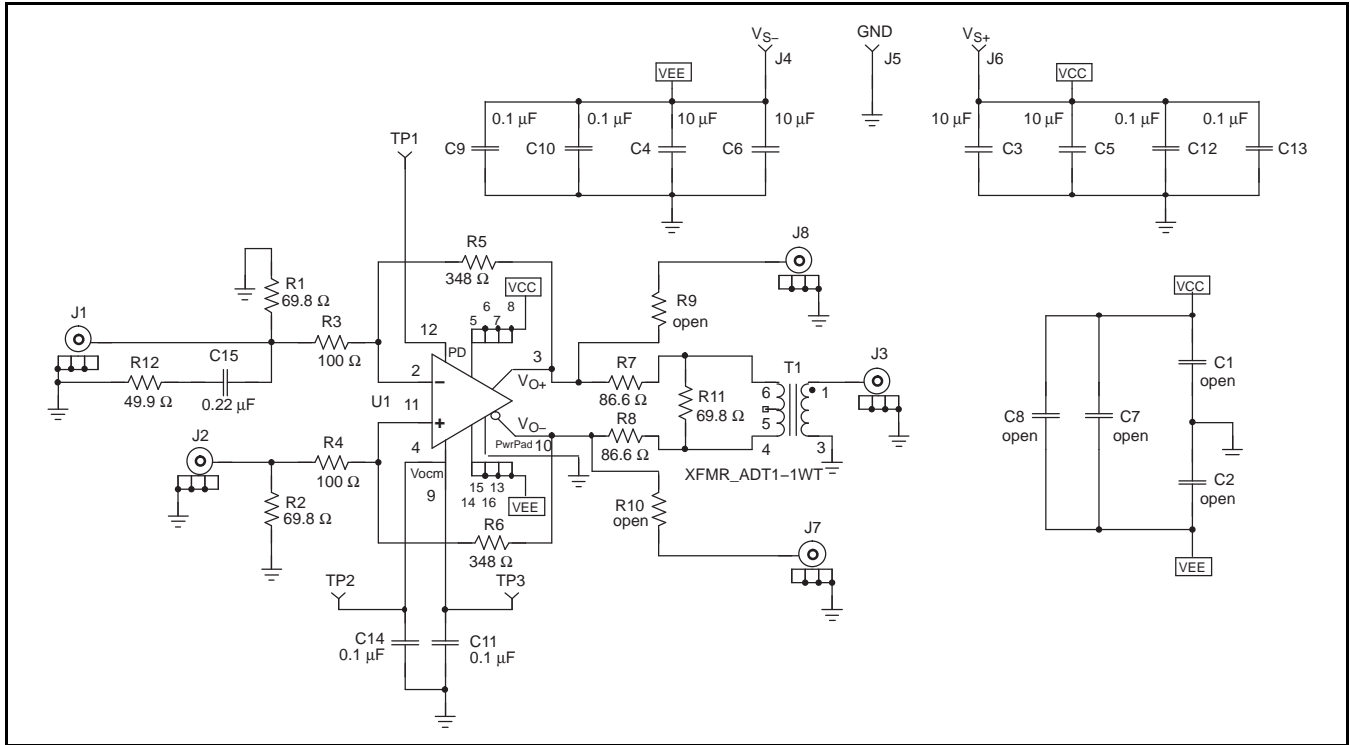 VS– GND VS+
J4 J5 J6
VEE VCC
0.1 µF 0.1 µF 10 µF 10 µF 10 µF 10 µF 0.1 µF 0.1 µF
TP1
C9 C10 C4 C6 C3 C5 C12 C13
J8
R5
348 Ω
VCC
6 8
5 7
R1
69.8 Ω
R9
open
VCC
J1
R3
100 Ω
12
PD
3
VO+
R7
86.6 Ω
T1
J3
C1
open
R12
49.9 Ω
C15
0.22 µF
2
–
U1
11
+
R11
69.8 Ω
6
5
4
1
3
C8
open
C7
open
J2
R4
100 Ω
4
Vocm
9
VO–
PwrPad 10
R8
86.6 Ω
XFMR_ADT1–1WT
C2
open
15 13
14 16
VEE
R2
69.8 Ω
R10
open
R6
348 Ω
J7
VEE
TP2 TP3
C14
0.1 µF
C11
0.1 µF